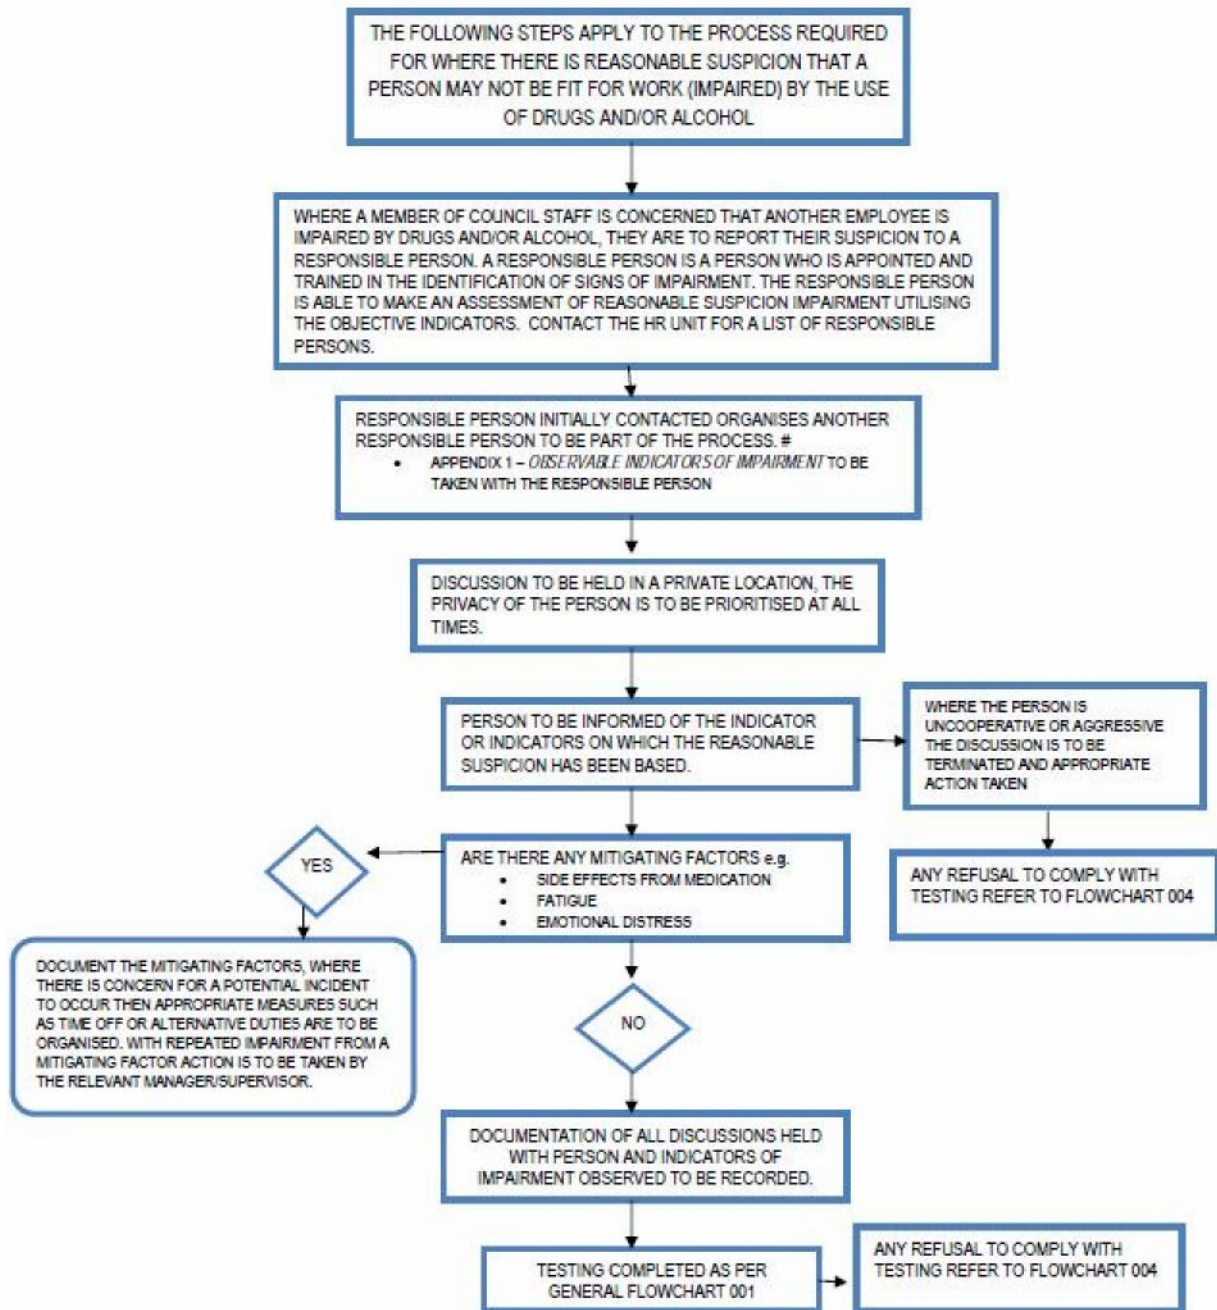 THE FOLLOWING STEPS APPLY TO THE PROCESS REQUIRED
FOR WHERE THERE IS REASONABLE SUSPICION THAT A
PERSON MAY NOT BE FIT FOR WORK (IMPAIRED) BY THE USE
OF DRUGS AND/OR ALCOHOL
WHERE A MEMBER OF COUNCIL STAFF IS CONCERNED THAT ANOTHER EMPLOYEE IS
IMPAIRED BY DRUGS AND/OR ALCOHOL, THEY ARE TO REPORT THEIR SUSPICION TO A
RESPONSIBLE PERSON. A RESPONSIBLE PERSON IS A PERSON WHO IS APPOINTED AND
TRAINED IN THE IDENTIFICATION OF SIGNS OF IMPAIRMENT. THE RESPONSIBLE PERSON
IS ABLE TO MAKE AN ASSESSMENT OF REASONABLE SUSPICION IMPAIRMENT UTILISING
THE OBJECTIVE INDICATORS. CONTACT THE HR UNIT FOR A LIST OF RESPONSIBLE
PERSONS.
RESPONSIBLE PERSON INITIALLY CONTACTED ORGANISES ANOTHER
RESPONSIBLE PERSON TO BE PART OF THE PROCESS. #
• APPENDIX 1 – OBSERVABLE INDICATORS OF IMPAIRMENT TO BE
TAKEN WITH THE RESPONSIBLE PERSON
DISCUSSION TO BE HELD IN A PRIVATE LOCATION, THE
PRIVACY OF THE PERSON IS TO BE PRIORITISED AT ALL
TIMES.
PERSON TO BE INFORMED OF THE INDICATOR
OR INDICATORS ON WHICH THE REASONABLE
SUSPICION HAS BEEN BASED.
WHERE THE PERSON IS
UNCOOPERATIVE OR AGGRESSIVE
THE DISCUSSION IS TO BE
TERMINATED AND APPROPRIATE
ACTION TAKEN
ANY REFUSAL TO COMPLY WITH
TESTING REFER TO FLOWCHART 004
ARE THERE ANY MITIGATING FACTORS e.g.
• SIDE EFFECTS FROM MEDICATION
• FATIGUE
• EMOTIONAL DISTRESS
YES
DOCUMENT THE MITIGATING FACTORS, WHERE
THERE IS CONCERN FOR A POTENTIAL INCIDENT
TO OCCUR THEN APPROPRIATE MEASURES SUCH
AS TIME OFF OR ALTERNATIVE DUTIES ARE TO BE
ORGANISED. WITH REPEATED IMPAIRMENT FROM A
MITIGATING FACTOR ACTION IS TO BE TAKEN BY
THE RELEVANT MANAGER/SUPERVISOR.
NO
DOCUMENTATION OF ALL DISCUSSIONS HELD
WITH PERSON AND INDICATORS OF
IMPAIRMENT OBSERVED TO BE RECORDED.
TESTING COMPLETED AS PER
GENERAL FLOWCHART 001
ANY REFUSAL TO COMPLY WITH
TESTING REFER TO FLOWCHART 004